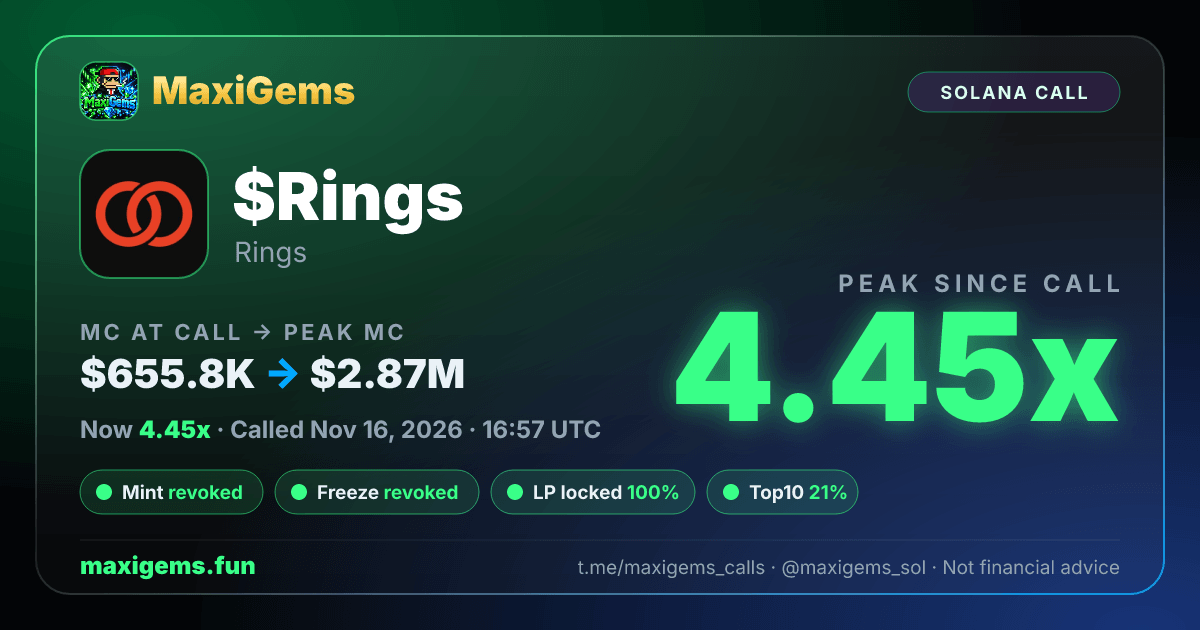 MaxiGems
MaxiGems
SOLANA CALL
$Rings
Rings
PEAK SINCE CALL
4.45x
MC AT CALL → PEAK MC
$655.8K → $2.87M
Now 4.45x · Called Nov 16, 2026 · 16:57 UTC
Mint revoked
Freeze revoked
LP locked 100%
Top10 21%
maxigems.fun
t.me/maxigems_calls · @maxigems_sol · Not financial advice